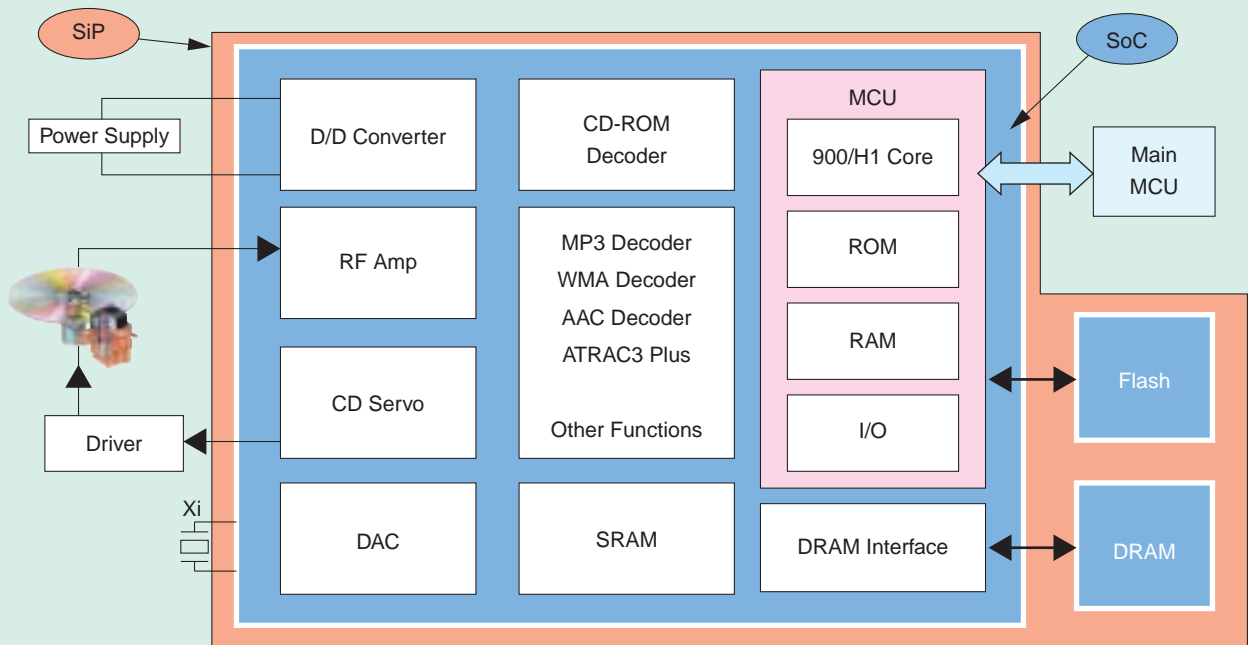 SiP
SoC
Power Supply
D/D Converter
CD-ROM
Decoder
MCU
900/H1 Core
Main
MCU
RF Amp
MP3 Decoder
WMA Decoder
AAC Decoder
ATRAC3 Plus
Other Functions
ROM
RAM
I/O
Flash
CD Servo
Driver
Xi
DAC
SRAM
DRAM Interface
DRAM